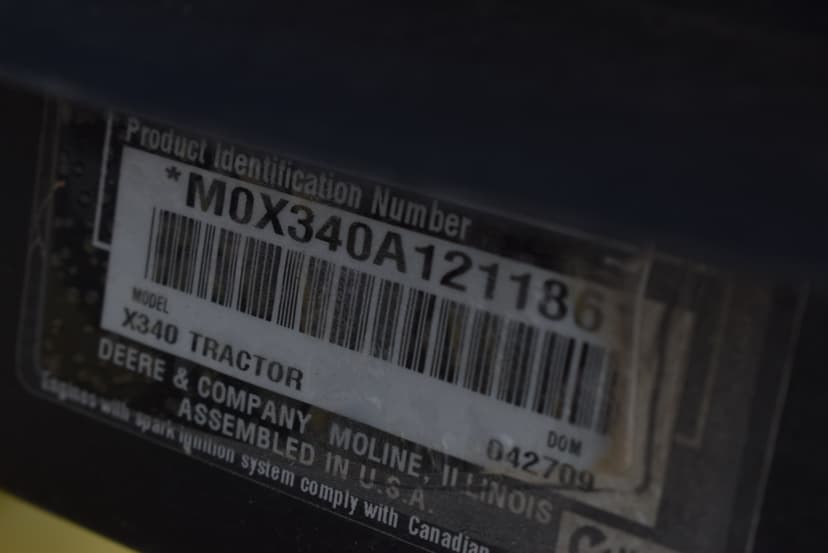 Product Identification Number
*M0X340A121186
MODEL
X340 TRACTOR
DOM
042709
DEERE & COMPANY MOLINE, ILLINOIS
ASSEMBLED IN U.S.A.
Engines with spark ignition system comply with Canadian